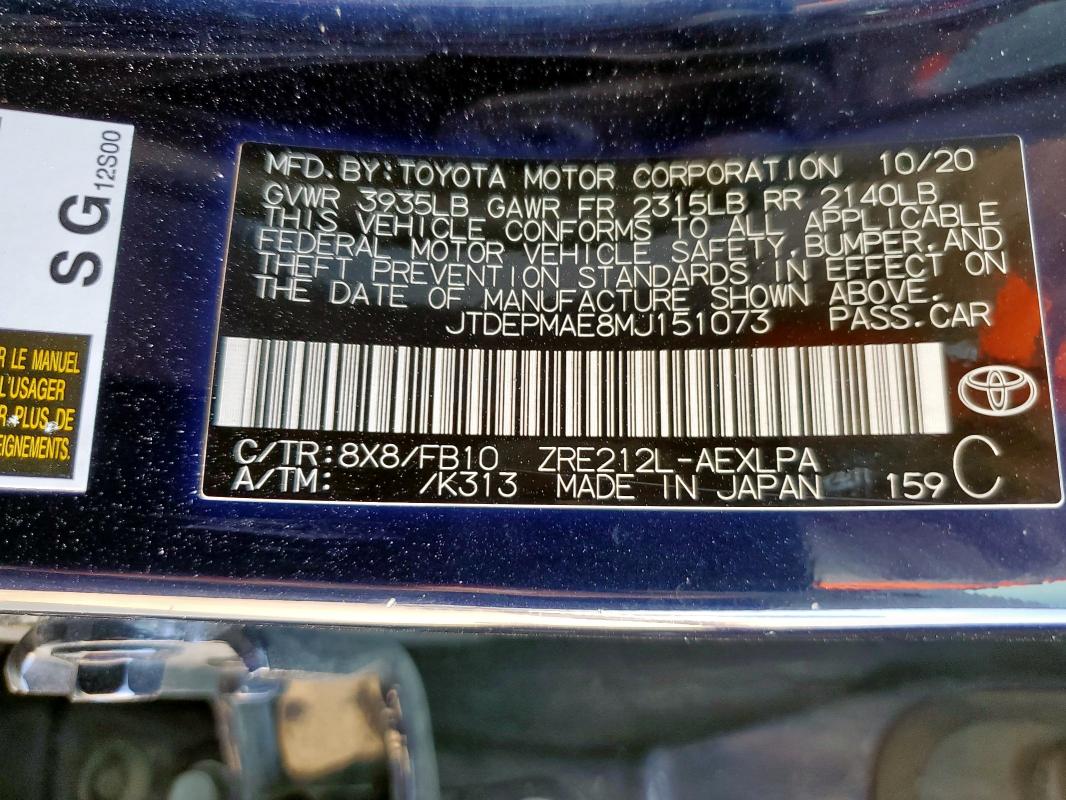 MFD.BY:TOYOTA MOTOR CORPORATION 10/20
GVWR 3935LB GAWR FR 2315LB RR 2140LB
THIS VEHICLE CONFORMS TO ALL APPLICABLE
FEDERAL MOTOR VEHICLE SAFETY,BUMPER,AND
THEFT PREVENTION STANDARDS IN EFFECT ON
THE DATE OF MANUFACTURE SHOWN ABOVE.
JTDEPMAE8MJ151073 PASS.CAR
C/TR:8X8/FB10 ZRE212L-AEXLPA
A/TM: /K313 MADE IN JAPAN 159 C
SG12S00
LE MANUEL
L'USAGER
PLUS DE